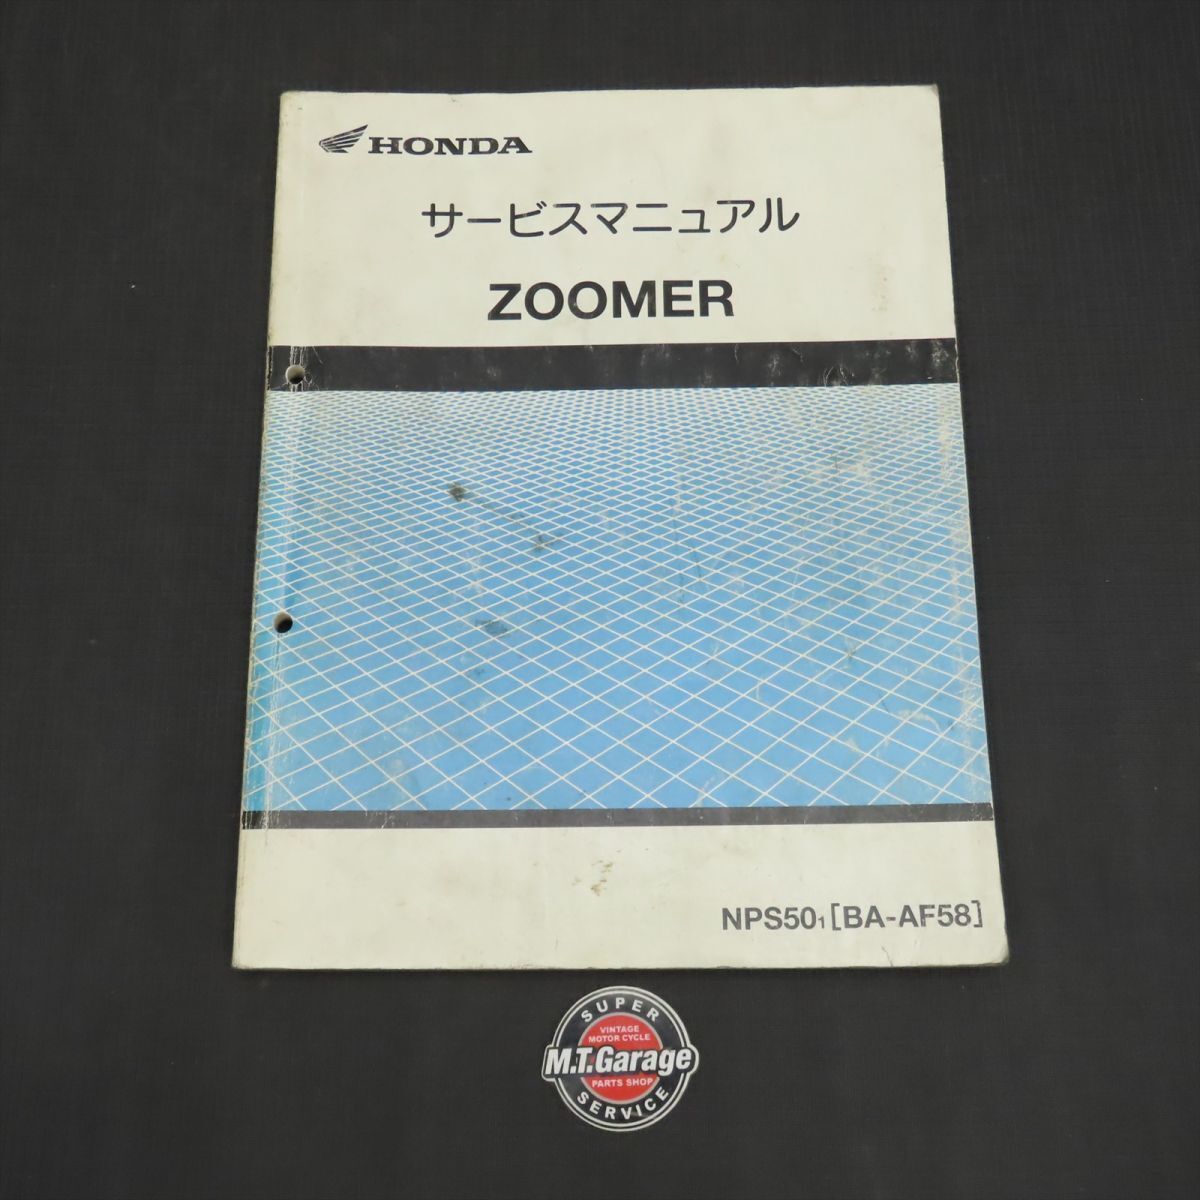 HONDA
サービスマニュアル
ZOOMER
NPS50₁[BA-AF58]
SUPER
VINTAGE
MOTOR CYCLE
M.T.Garage
PARTS SHOP
SERVICE